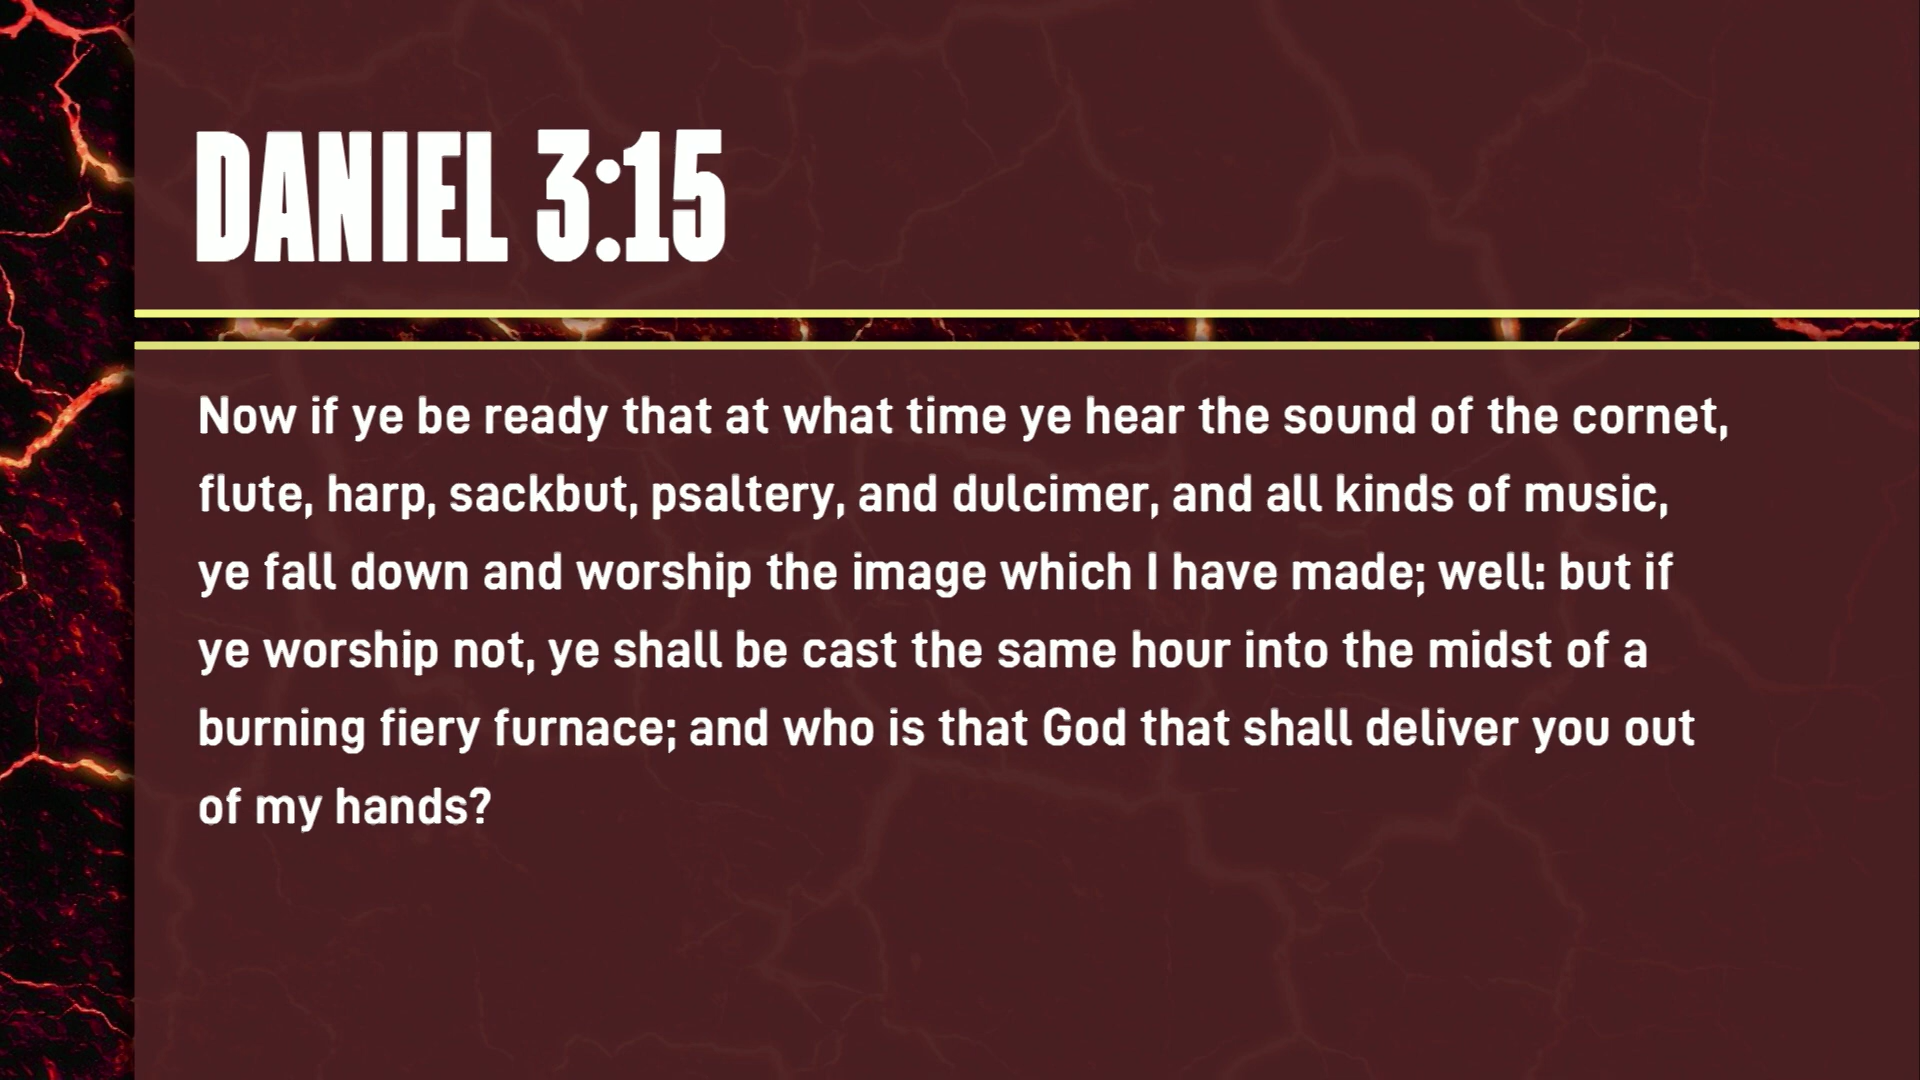 DANIEL 3:15
Now if ye be ready that at what time ye hear the sound of the cornet,
flute, harp, sackbut, psaltery, and dulcimer, and all kinds of music,
ye fall down and worship the image which I have made; well: but if
ye worship not, ye shall be cast the same hour into the midst of a
burning fiery furnace; and who is that God that shall deliver you out
of my hands?